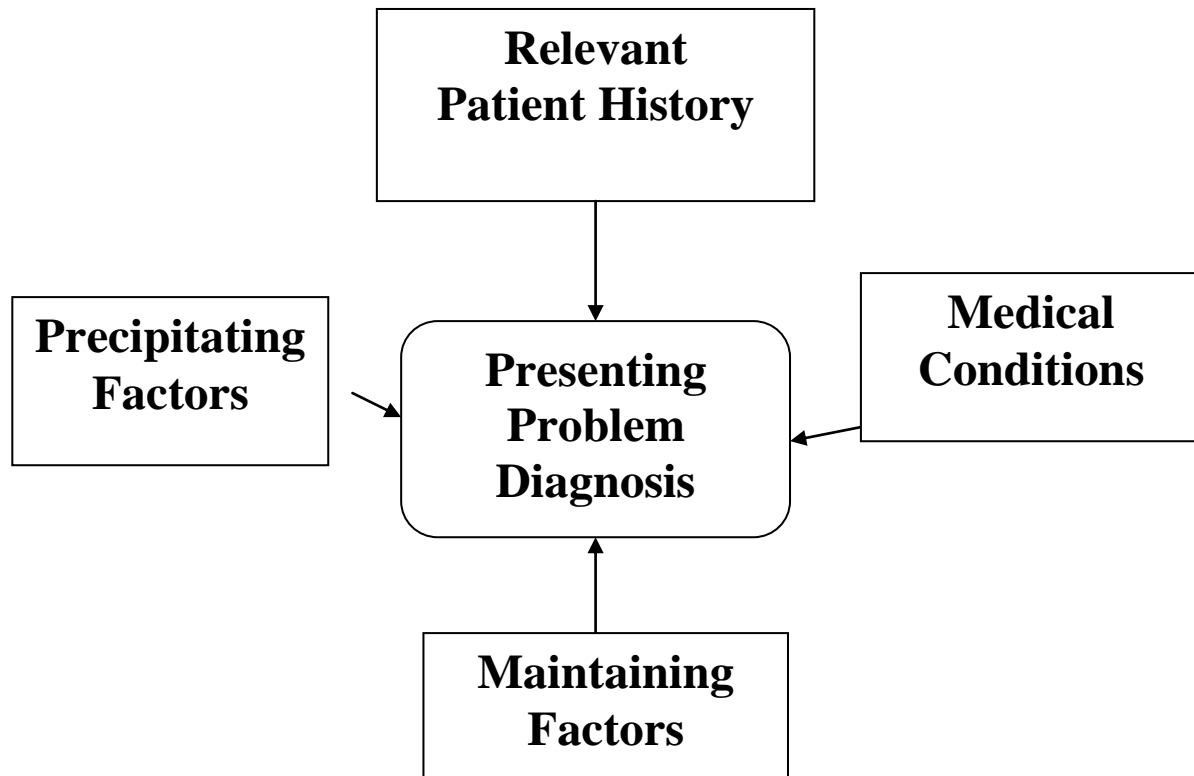 Relevant
Patient History
Precipitating
Factors
Presenting
Problem
Diagnosis
Medical
Conditions
Maintaining
Factors